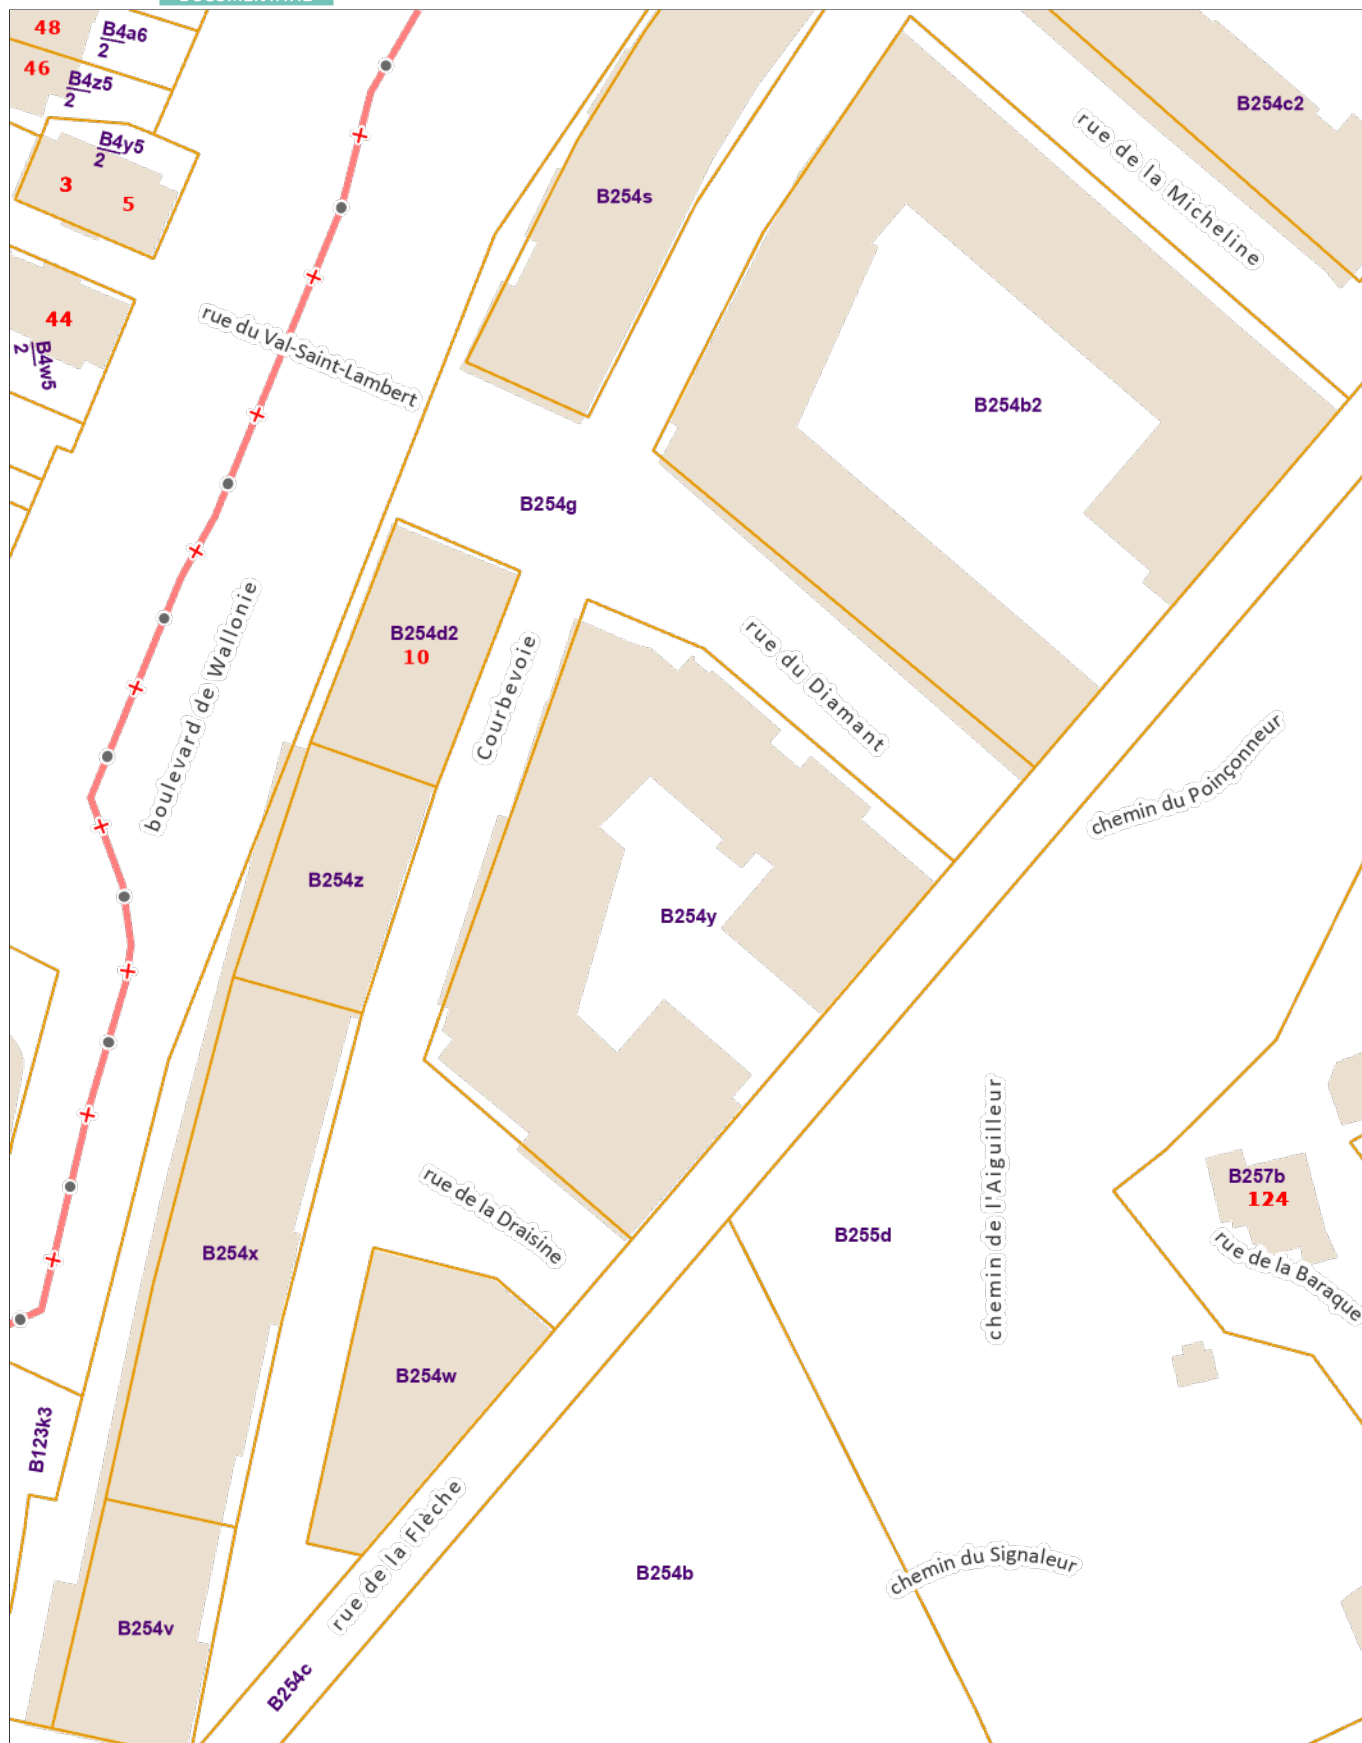 DOCUMENTAIRE
48
B4a6
2
46
B4z5
2
B4y5
2
3
5
B254c2
rue de la Micheline
B254s
44
B4w5
2
rue du Val-Saint-Lambert
B254b2
B254g
boulevard de Wallonie
B254d2
10
Courbevoie
rue du Diamant
chemin du Poinçonneur
B254z
B254y
chemin de l'Aiguilleur
B257b
124
rue de la Baraque
rue de la Draisine
B255d
B254x
B254w
B123k3
rue de la Flèche
chemin du Signaleur
B254b
B254v
B254c